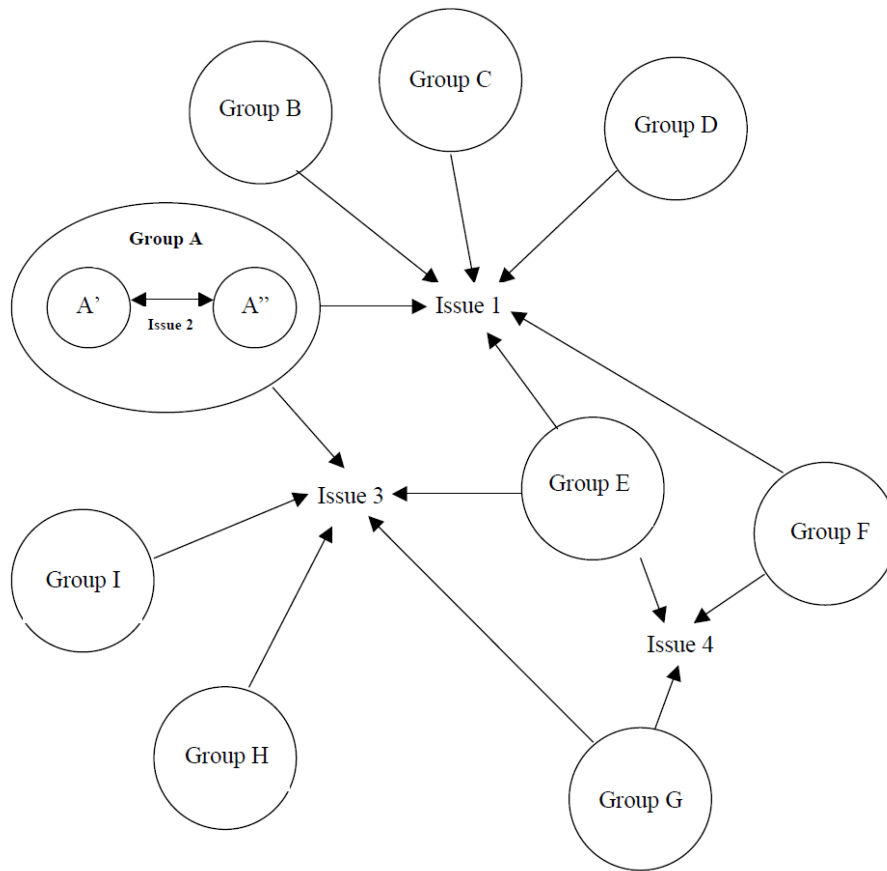 Group C
Group B
Group D
Group A
A’
A”
Issue 2
Issue 1
Group E
Issue 3
Group F
Group I
Issue 4
Group H
Group G